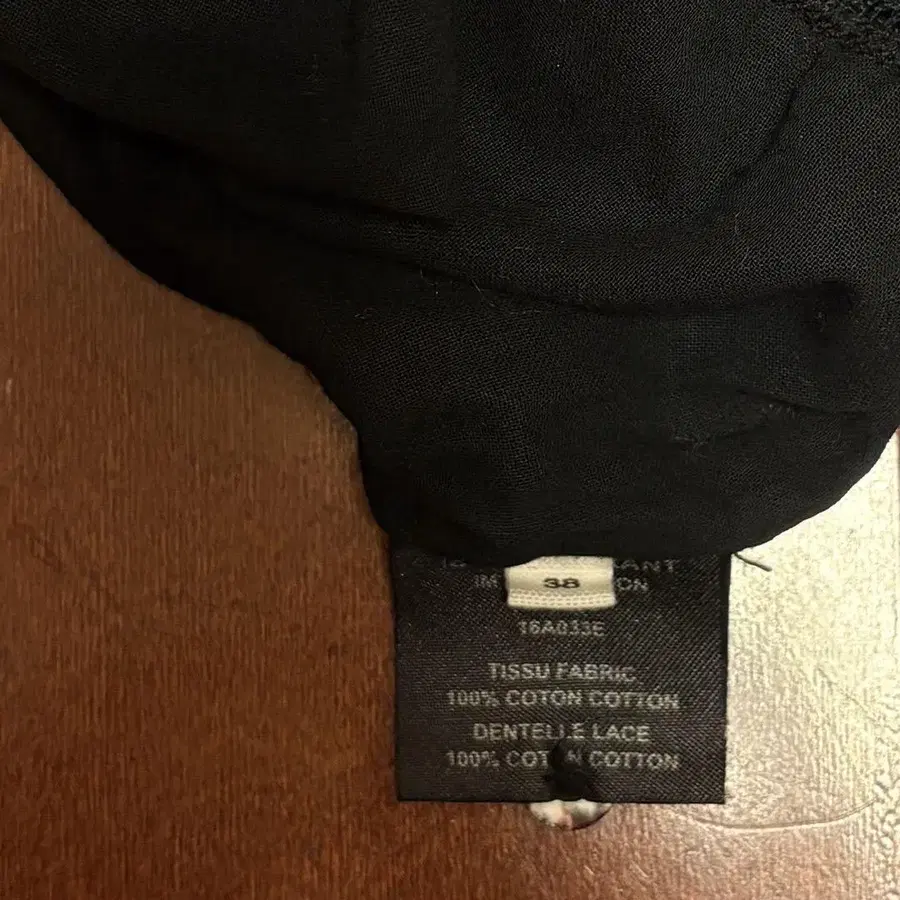 38
16A033E
TISSU FABRIC
100% COTON COTTON
DENTELLE LACE
100% COTON COTTON